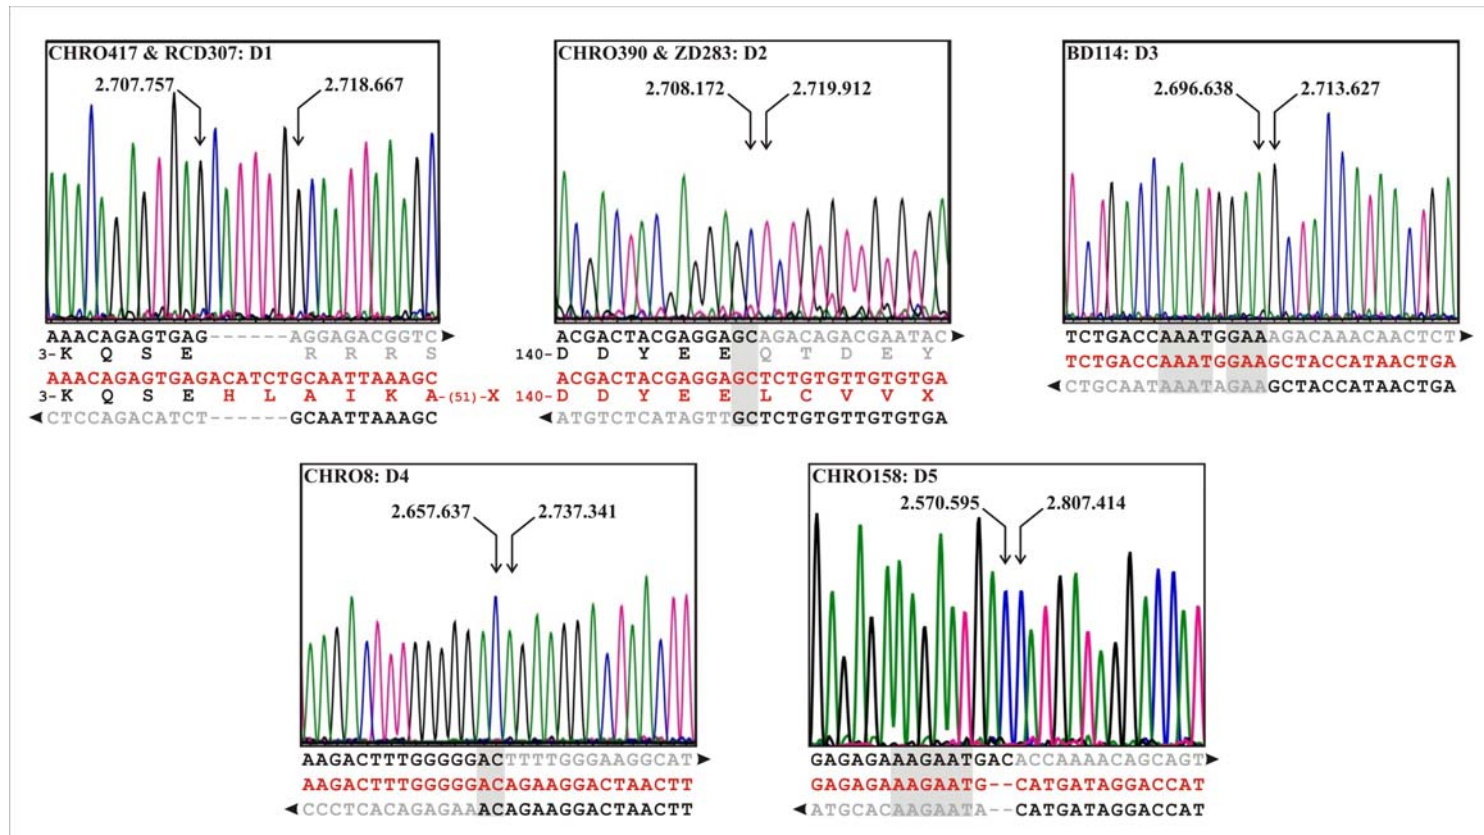 CHRO417 & RCD307: D1
2.707.757 2.718.667
AAACAGAGTGAG------AGGAGACGGTC
3-K Q S E R R R S
AAACAGAGTGAGACATCTGCAATTAAAGC
3-K Q S E H L A I K A-(51)-X
CTCCAGACATCT------GCAATTAAAGC
CHRO390 & ZD283: D2
2.708.172 2.719.912
ACGACTACGAGGAGCAGACAGACGAATAC
140-D D Y E E Q T D E Y
ACGACTACGAGGAGCTCTGTGTTGTGTGA
140-D D Y E E L C V V X
ATGTCTCATAGTTGCTCTGTGTTGTGTGA
BD114: D3
2.696.638 2.713.627
TCTGACCAAATGGAAAGACAAACAACTCT
TCTGACCAAATGGAAGCTACCATAACTGA
CTGCAATAAATAGAAGCTACCATAACTGA
CHRO8: D4
2.657.637 2.737.341
AAGACTTTGGGGGACTTTTGGGAAGGCAT
AAGACTTTGGGGGACAGAAGGACTAACTT
CCCTCACAGAGAAACAGAAGGACTAACTT
CHRO158: D5
2.570.595 2.807.414
GAGAGAAAGAATGACACCAAAACAGCAGT
GAGAGAAAGAATG--CATGATAGGACCAT
ATGCACAAGAATA--CATGATAGGACCAT